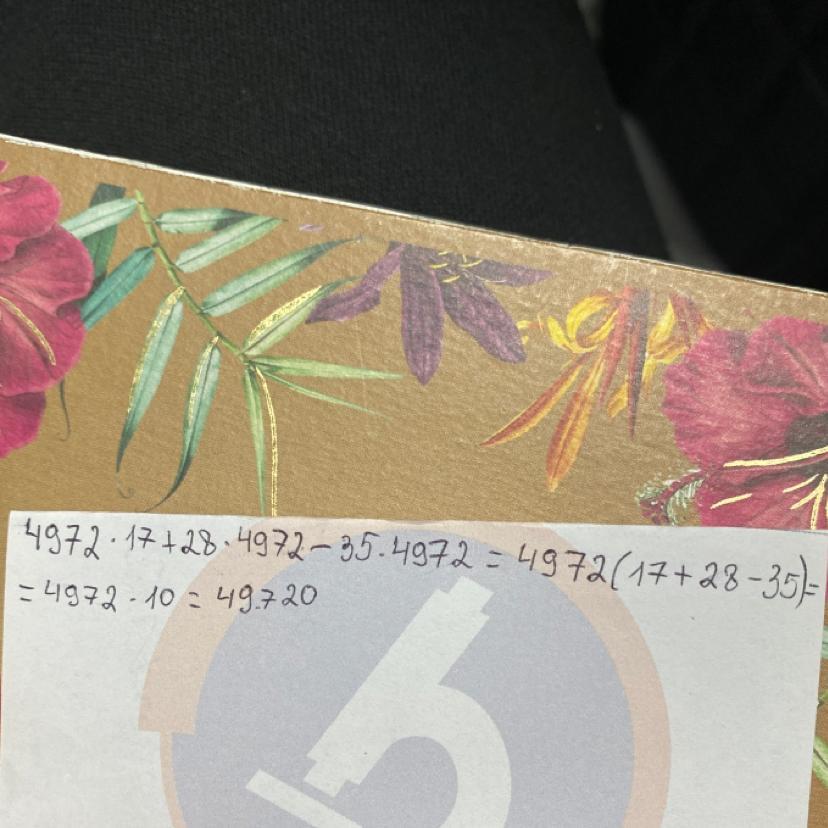 4972 · 17 + 28 · 4972 - 35 · 4972 = 4972(17 + 28 - 35) =
= 4972 · 10 = 49.720